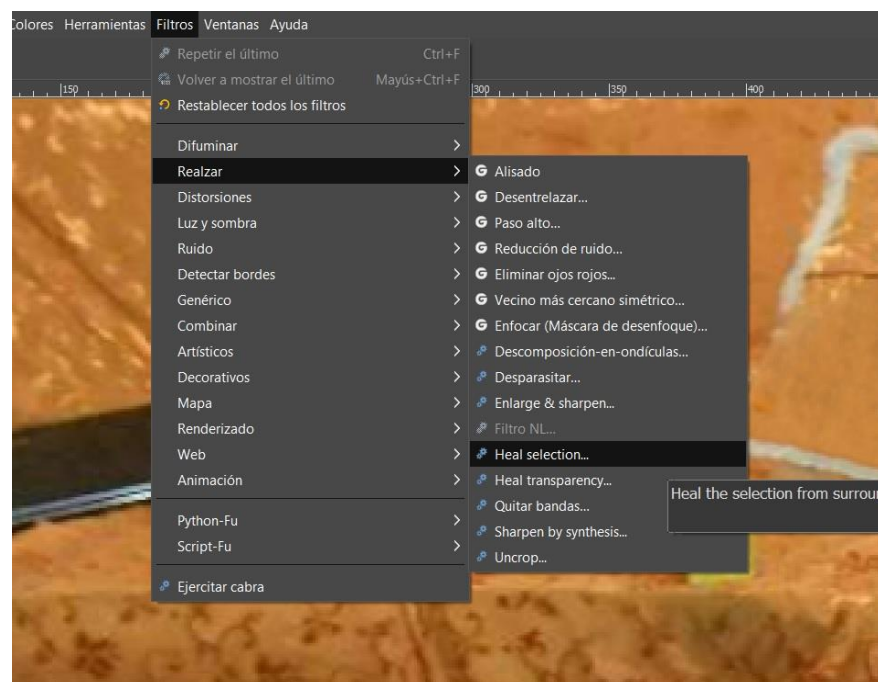 Colores Herramientas Filtros Ventanas Ayuda
Repetir el último Ctrl+F
Volver a mostrar el último Mayús+Ctrl+F
Restablecer todos los filtros
150 300 350 400
Difuminar
Realzar
Distorsiones
Luz y sombra
Ruido
Detectar bordes
Genérico
Combinar
Artísticos
Decorativos
Mapa
Renderizado
Web
Animación
Python-Fu
Script-Fu
Ejercitar cabra
G Alisado
G Desentrelazar...
G Paso alto...
G Reducción de ruido...
G Eliminar ojos rojos...
G Vecino más cercano simétrico...
G Enfocar (Máscara de desenfoque)...
Descomposición-en-ondículas...
Desparasitar...
Enlarge & sharpen...
Filtro NL...
Heal selection...
Heal transparency...
Quitar bandas...
Sharpen by synthesis...
Uncrop...
Heal the selection from surrou